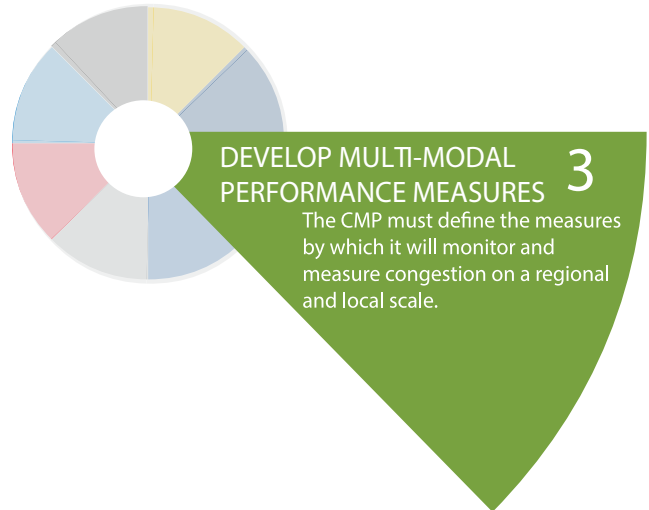 DEVELOP MULTI-MODAL
PERFORMANCE MEASURES
3
The CMP must define the measures
by which it will monitor and
measure congestion on a regional
and local scale.